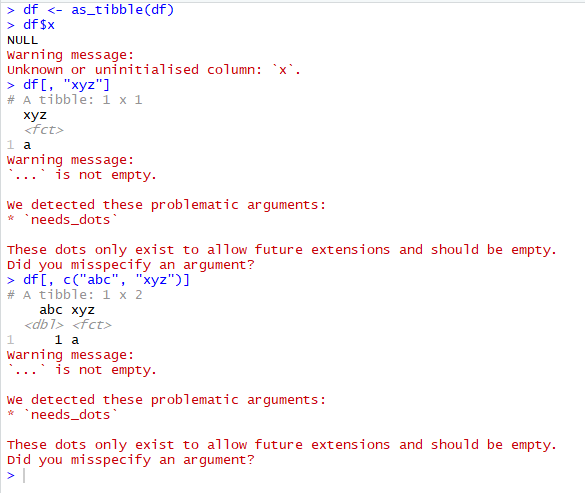 > df <- as_tibble(df)
> df$x
NULL
Warning message:
Unknown or uninitialised column: `x`.
> df[, "xyz"]
# A tibble: 1 x 1
  xyz
  <fct>
1 a
Warning message:
`...` is not empty.

We detected these problematic arguments:
* `needs_dots`

These dots only exist to allow future extensions and should be empty.
Did you misspecify an argument?
> df[, c("abc", "xyz")]
# A tibble: 1 x 2
    abc xyz
  <dbl> <fct>
1     1 a
Warning message:
`...` is not empty.

We detected these problematic arguments:
* `needs_dots`

These dots only exist to allow future extensions and should be empty.
Did you misspecify an argument?
>